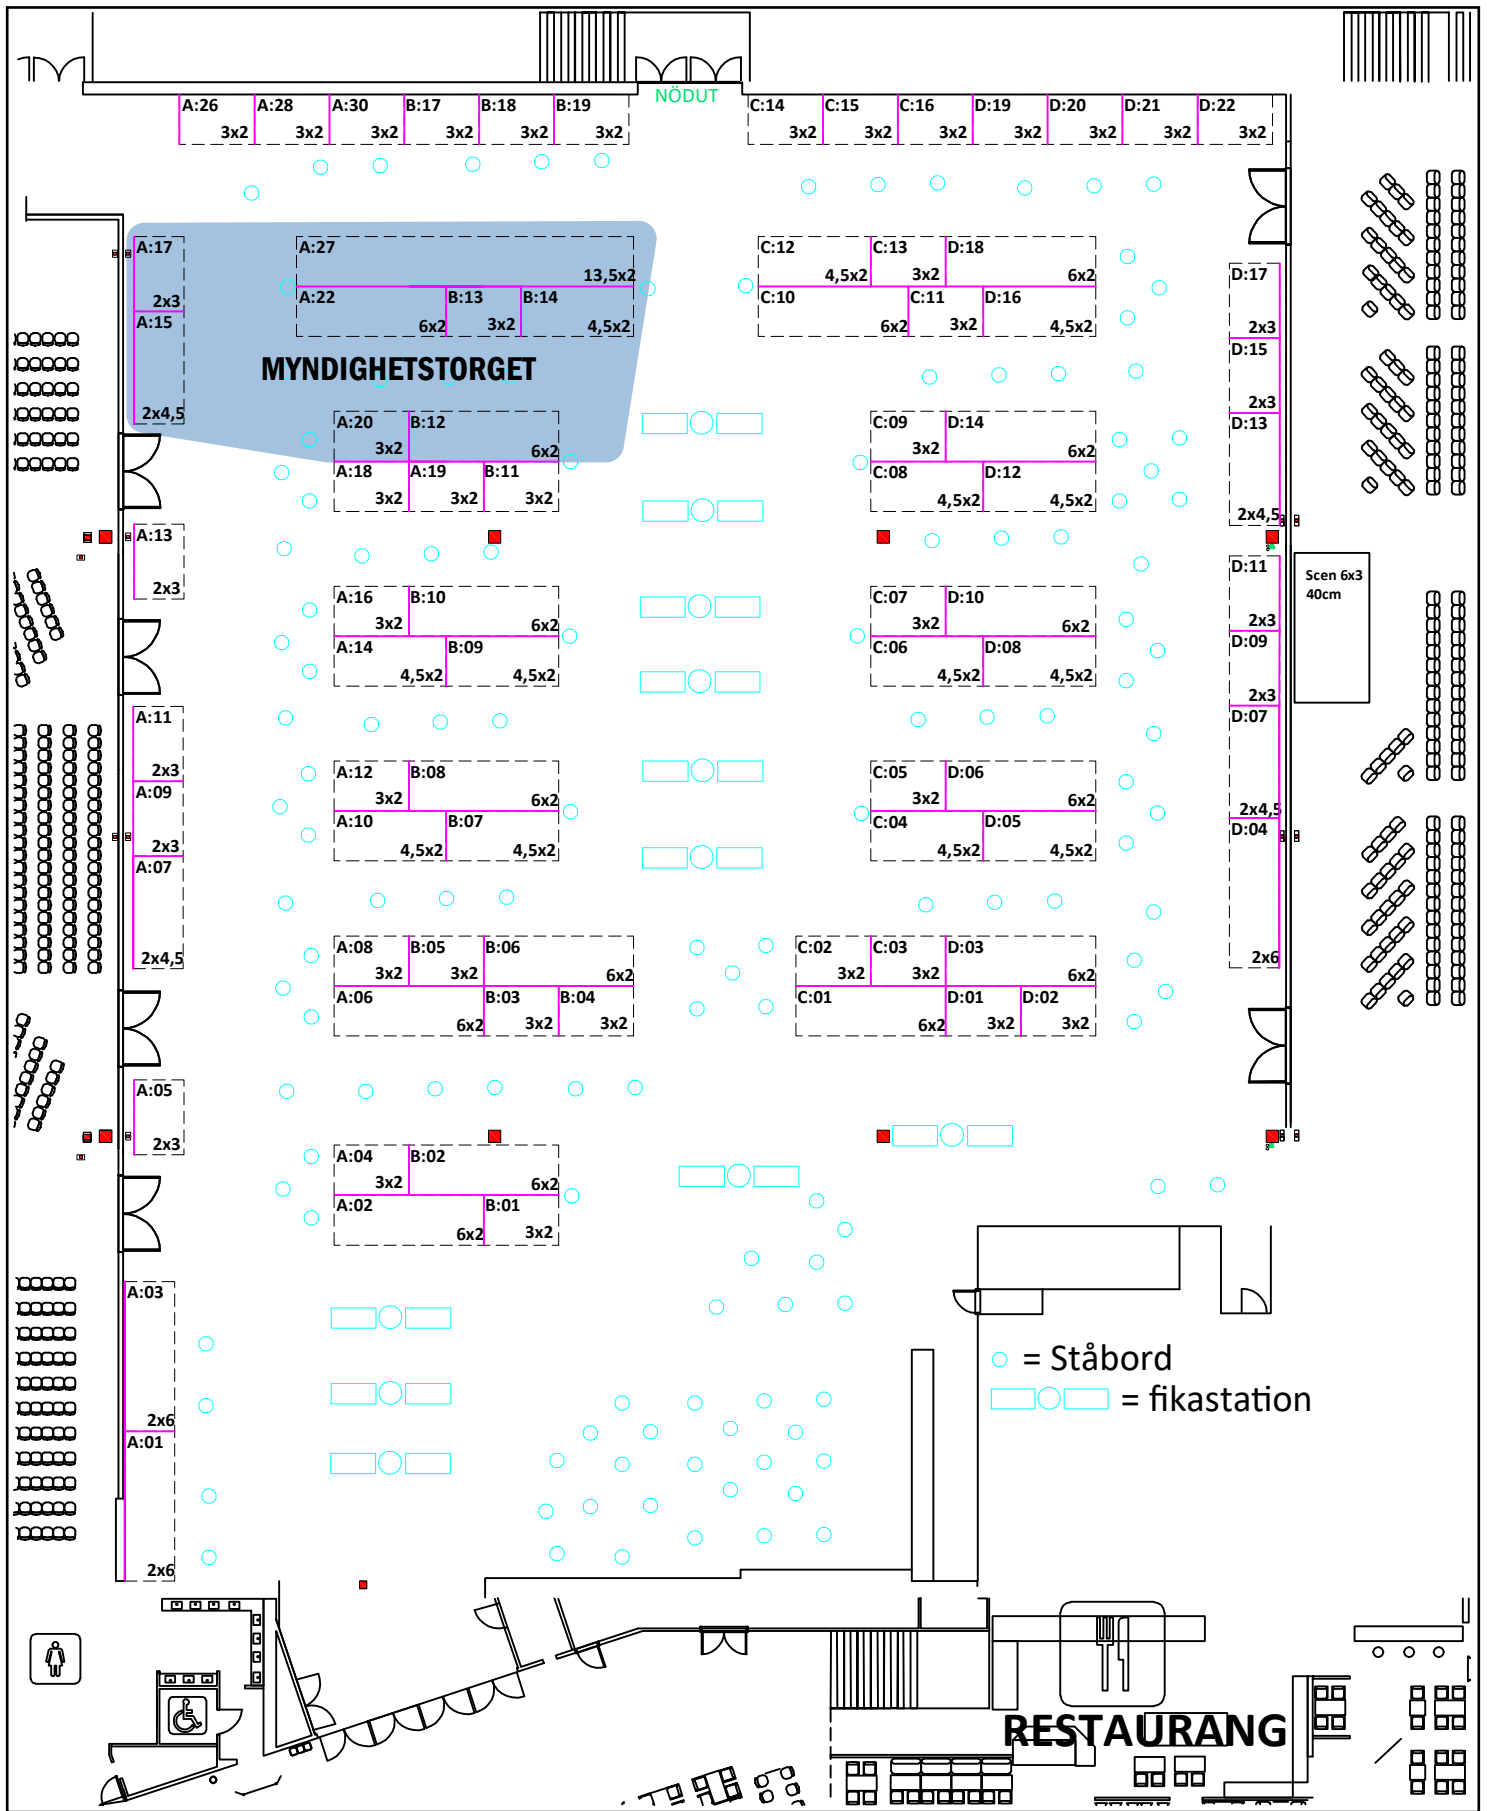 NÖDUT
A:26 A:28 A:30 B:17 B:18 B:19 C:14 C:15 C:16 D:19 D:20 D:21 D:22
3x2 3x2 3x2 3x2 3x2 3x2 3x2 3x2 3x2 3x2 3x2 3x2 3x2
A:17 A:27 C:12 C:13 D:18
13,5x2 4,5x2 3x2 6x2
D:17
2x3 A:22 B:13 B:14 C:10 C:11 D:16
6x2 3x2 4,5x2 6x2 3x2 4,5x2 2x3
A:15 D:15
MYNDIGHETSTORGET
2x4,5 2x3
A:20 B:12 C:09 D:14 D:13
3x2 6x2 3x2 6x2
A:18 A:19 B:11 C:08 D:12
3x2 3x2 3x2 4,5x2 4,5x2 2x4,5
A:13
2x3
D:11
2x3
Scen 6x3
40cm
A:16 B:10 C:07 D:10
3x2 6x2 3x2 6x2
A:14 B:09 C:06 D:08 D:09
4,5x2 4,5x2 4,5x2 4,5x2 2x3
A:11 D:07
2x3 2x4,5
A:12 B:08 C:05 D:06
3x2 6x2 3x2 6x2
A:09 A:10 B:07 C:04 D:05 D:04
2x3 4,5x2 4,5x2 4,5x2 4,5x2
A:07
2x4,5 2x6
A:08 B:05 B:06 C:02 C:03 D:03
3x2 3x2 6x2 3x2 3x2 6x2
A:06 B:03 B:04 C:01 D:01 D:02
6x2 3x2 3x2 6x2 3x2 3x2
A:05
2x3
A:04 B:02
3x2 6x2
A:02 B:01
6x2 3x2
A:03
2x6
A:01
2x6
= Ståbord
= fikastation
RESTAURANG